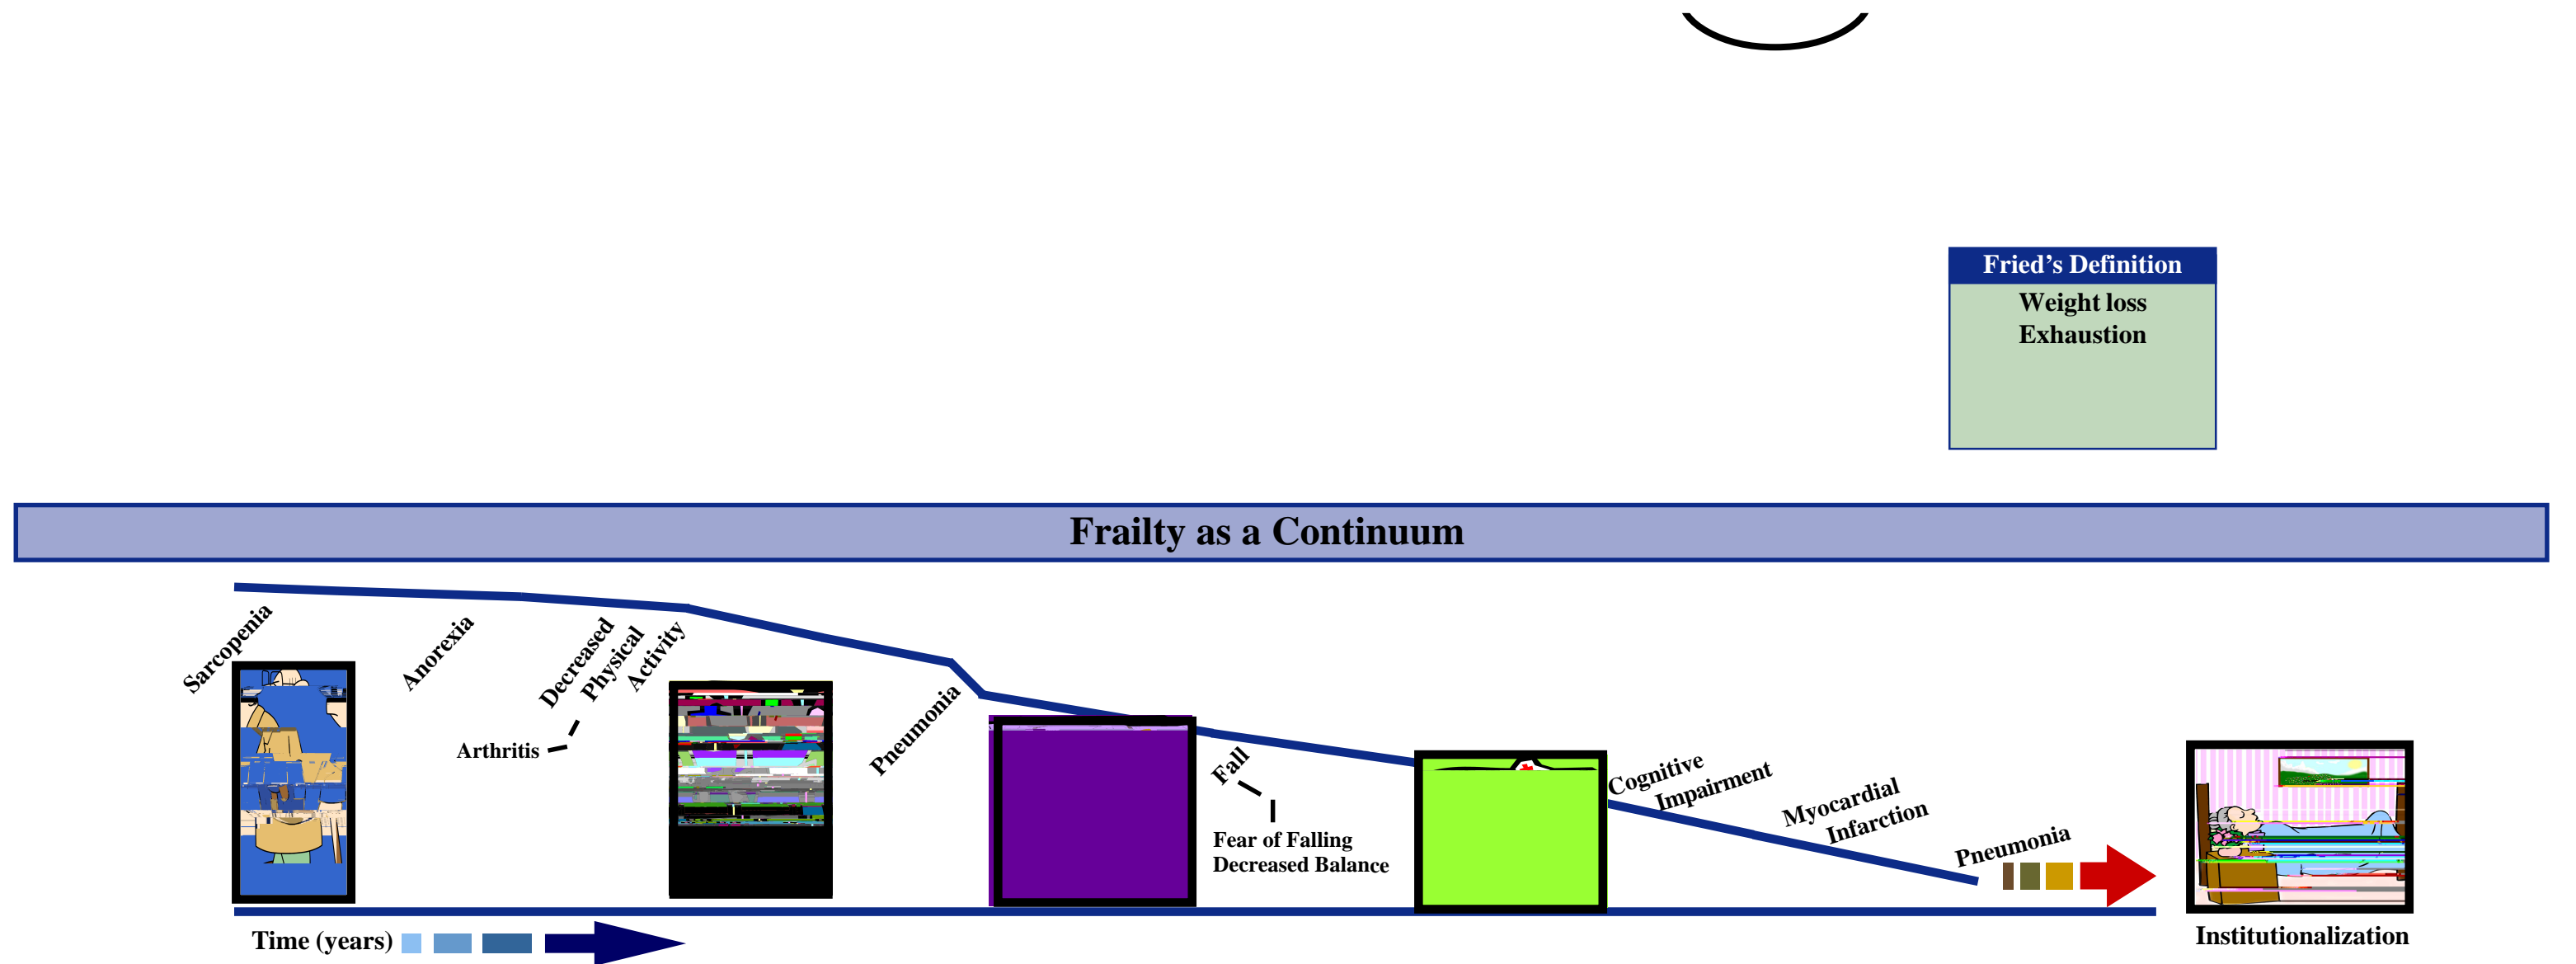 Fried’s Definition
Weight loss
Exhaustion
Frailty as a Continuum
Sarcopenia
Anorexia
Decreased
Physical
Activity
Arthritis
Pneumonia
Fall
Fear of Falling
Decreased Balance
Cognitive
Impairment
Myocardial
Infarction
Pneumonia
Time (years)
Institutionalization